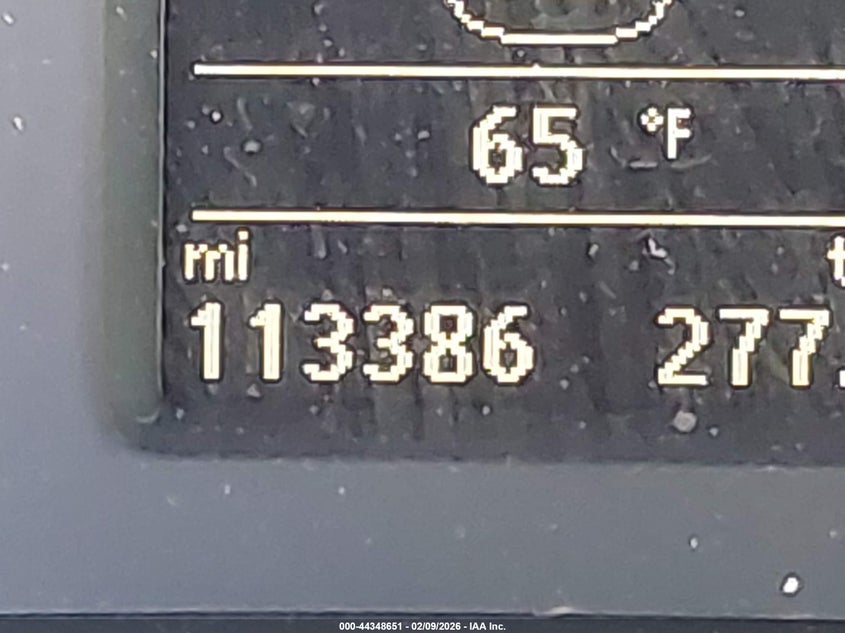 65 °F
mi
113386 277.
000-44348651 - 02/09/2026 - IAA Inc.